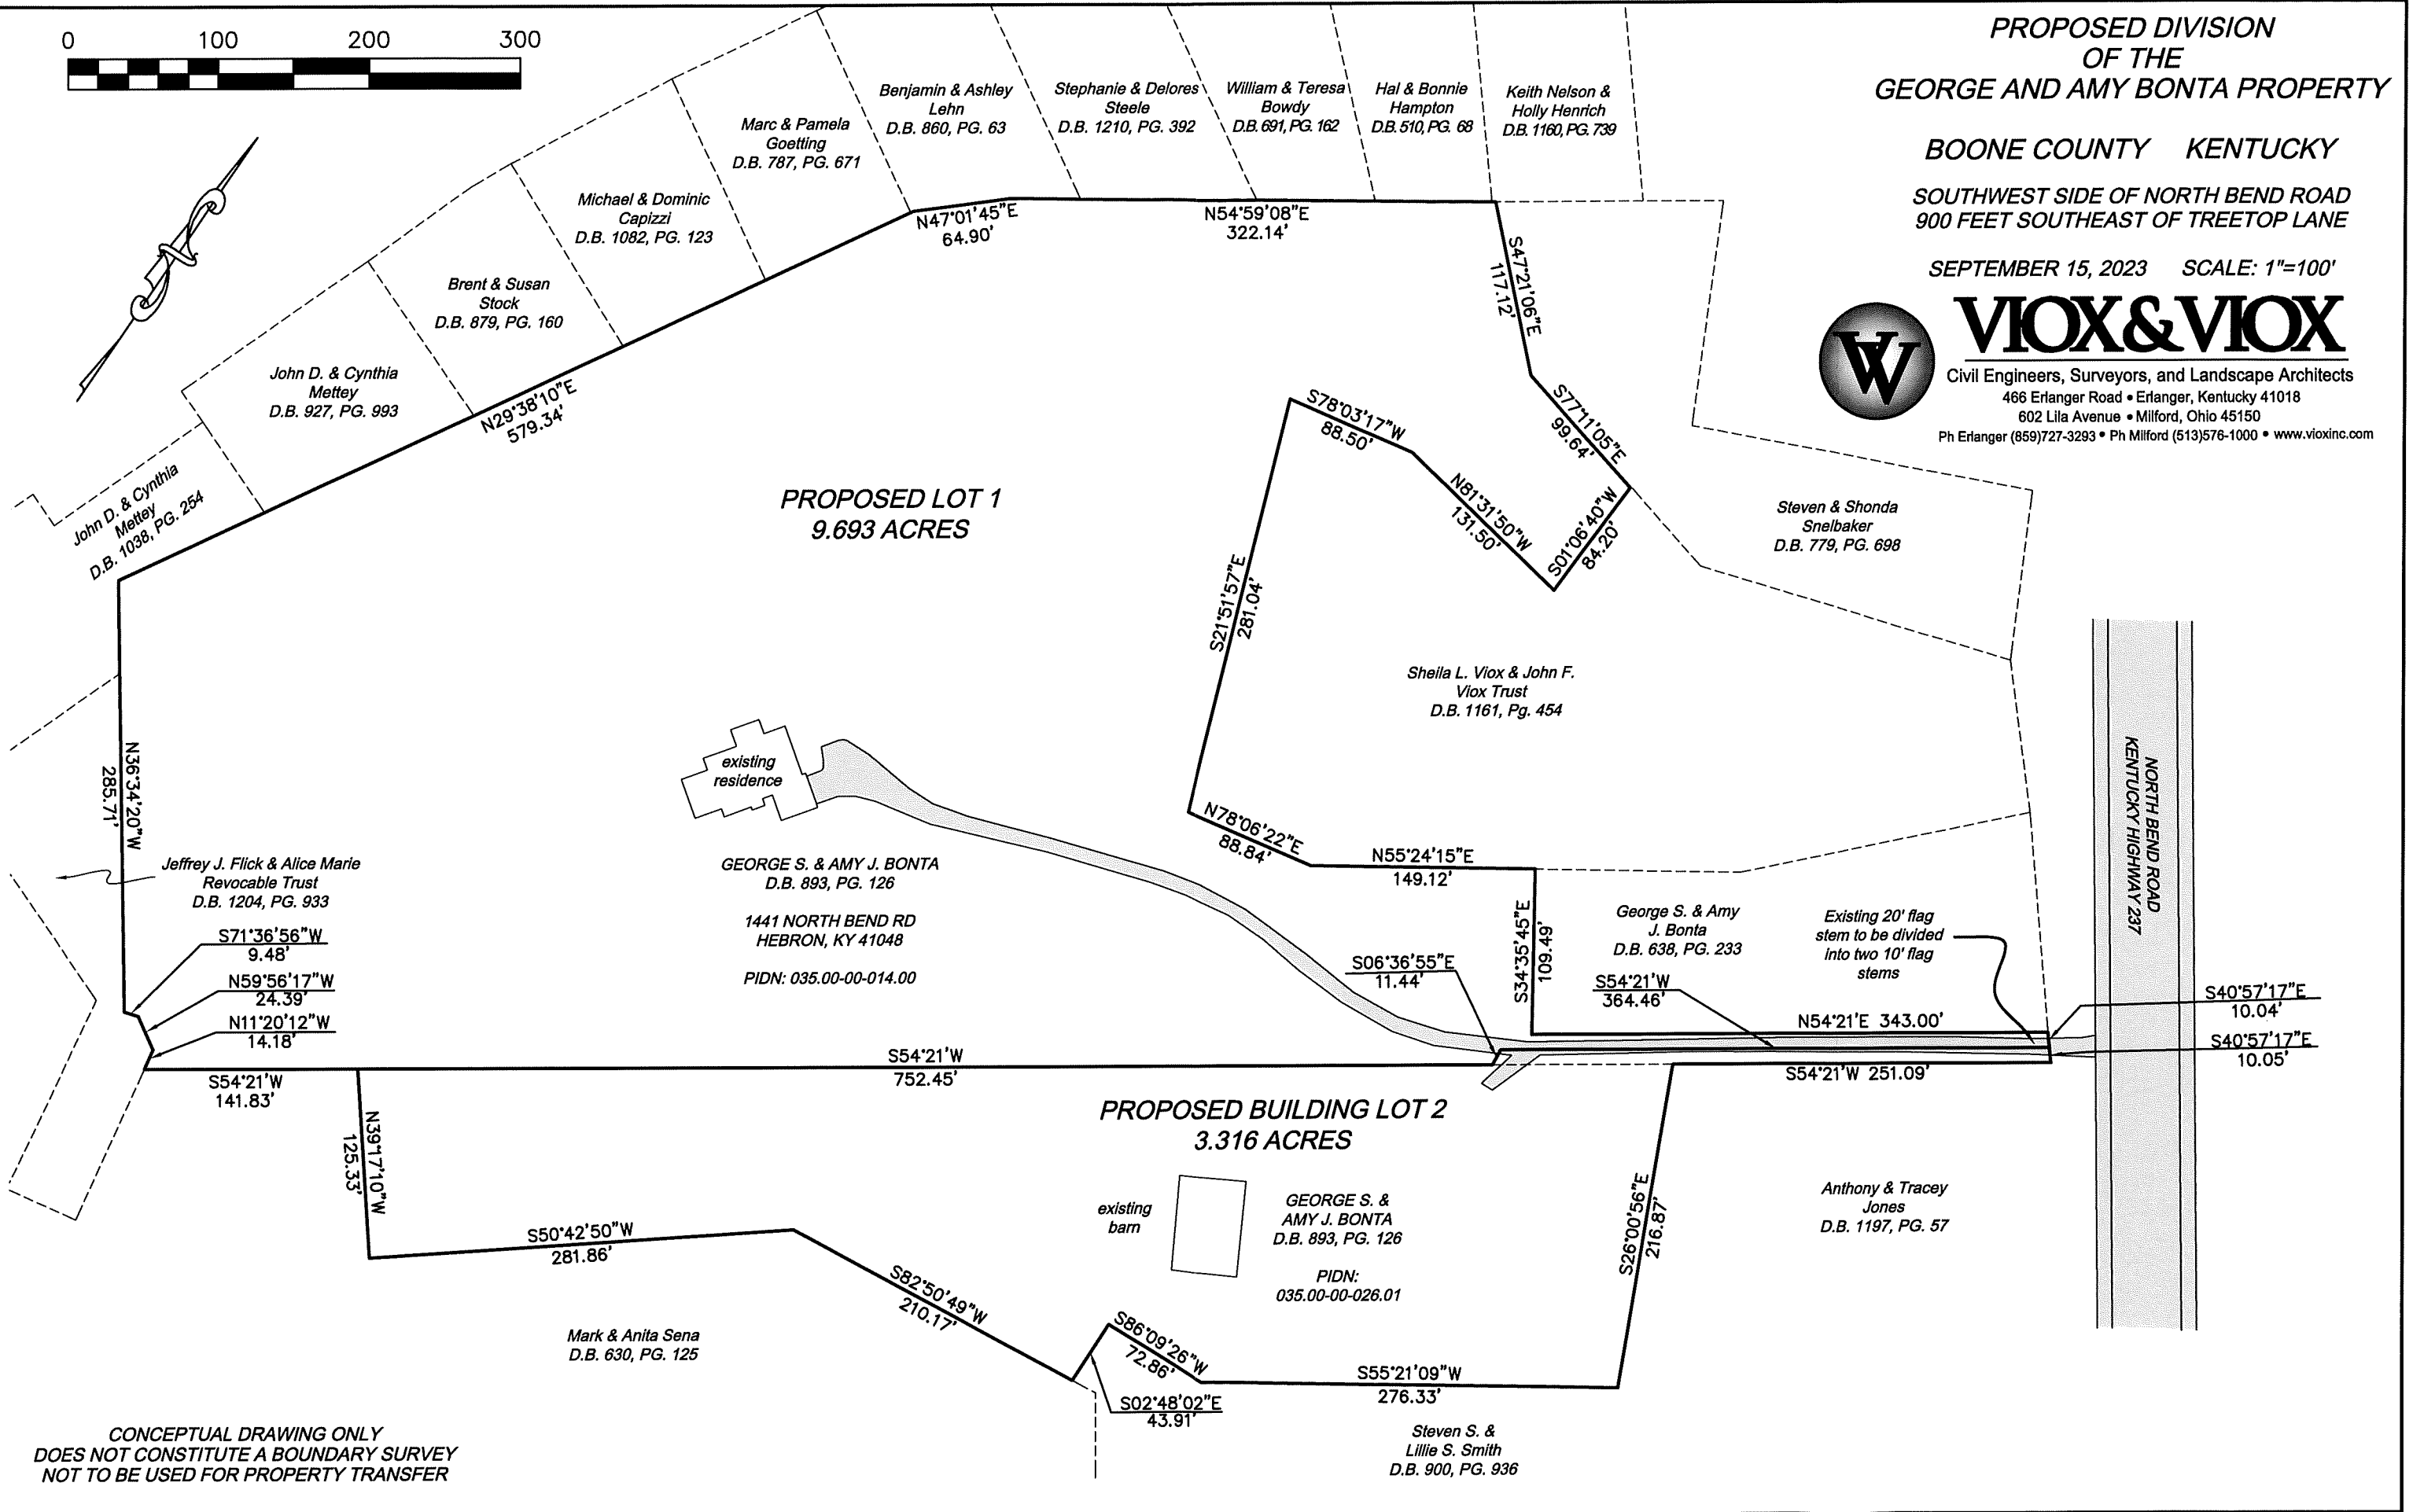 0 100 200 300
PROPOSED DIVISION
OF THE
GEORGE AND AMY BONTA PROPERTY
BOONE COUNTY KENTUCKY
SOUTHWEST SIDE OF NORTH BEND ROAD
900 FEET SOUTHEAST OF TREETOP LANE
SEPTEMBER 15, 2023 SCALE: 1"=100'
VV
VIOX&VIOX
Civil Engineers, Surveyors, and Landscape Architects
466 Erlanger Road • Erlanger, Kentucky 41018
602 Lila Avenue • Milford, Ohio 45150
Ph Erlanger (859)727-3293 • Ph Milford (513)576-1000 • www.vioxinc.com
Benjamin & Ashley
Lehn
D.B. 860, PG. 63
Stephanie & Delores
Steele
D.B. 1210, PG. 392
William & Teresa
Bowdy
D.B. 691, PG. 162
Hal & Bonnie
Hampton
D.B. 510, PG. 68
Keith Nelson &
Holly Henrich
D.B. 1160, PG. 739
Marc & Pamela
Goetting
D.B. 787, PG. 671
Michael & Dominic
Capizzi
D.B. 1082, PG. 123
Brent & Susan
Stock
D.B. 879, PG. 160
John D. & Cynthia
Mettey
D.B. 927, PG. 993
John D. & Cynthia
Mettey
D.B. 1038, PG. 254
N47°01'45"E
64.90'
N54°59'08"E
322.14'
S47°21'06"E
117.12'
S77°11'05"E
99.64'
N29°38'10"E
579.34'
S78°03'17"W
88.50'
N81°31'50"W
131.50'
S01°06'40"W
84.20'
PROPOSED LOT 1
9.693 ACRES
Steven & Shonda
Snelbaker
D.B. 779, PG. 698
S21°51'57"E
281.04'
Sheila L. Viox & John F.
Viox Trust
D.B. 1161, Pg. 454
NORTH BEND ROAD
KENTUCKY HIGHWAY 237
existing
residence
N36°34'20"W
285.71'
N78°06'22"E
88.84'
N55°24'15"E
149.12'
Jeffrey J. Flick & Alice Marie
Revocable Trust
D.B. 1204, PG. 933
GEORGE S. & AMY J. BONTA
D.B. 893, PG. 126
1441 NORTH BEND RD
HEBRON, KY 41048
PIDN: 035.00-00-014.00
S34°35'45"E
109.49'
George S. & Amy
J. Bonta
D.B. 638, PG. 233
Existing 20' flag
stem to be divided
into two 10' flag
stems
S71°36'56"W
9.48'
N59°56'17"W
24.39'
N11°20'12"W
14.18'
S06°36'55"E
11.44'
S54°21'W
364.46'
S40°57'17"E
10.04'
N54°21'E 343.00'
S40°57'17"E
10.05'
S54°21'W
752.45'
S54°21'W 251.09'
S54°21'W
141.83'
PROPOSED BUILDING LOT 2
3.316 ACRES
N39°17'10"W
125.33'
existing
barn
GEORGE S. &
AMY J. BONTA
D.B. 893, PG. 126
PIDN:
035.00-00-026.01
S26°00'56"E
216.87'
Anthony & Tracey
Jones
D.B. 1197, PG. 57
S50°42'50"W
281.86'
S82°50'49"W
210.17'
Mark & Anita Sena
D.B. 630, PG. 125
S86°09'26"W
72.86'
S55°21'09"W
276.33'
S02°48'02"E
43.91'
Steven S. &
Lillie S. Smith
D.B. 900, PG. 936
CONCEPTUAL DRAWING ONLY
DOES NOT CONSTITUTE A BOUNDARY SURVEY
NOT TO BE USED FOR PROPERTY TRANSFER